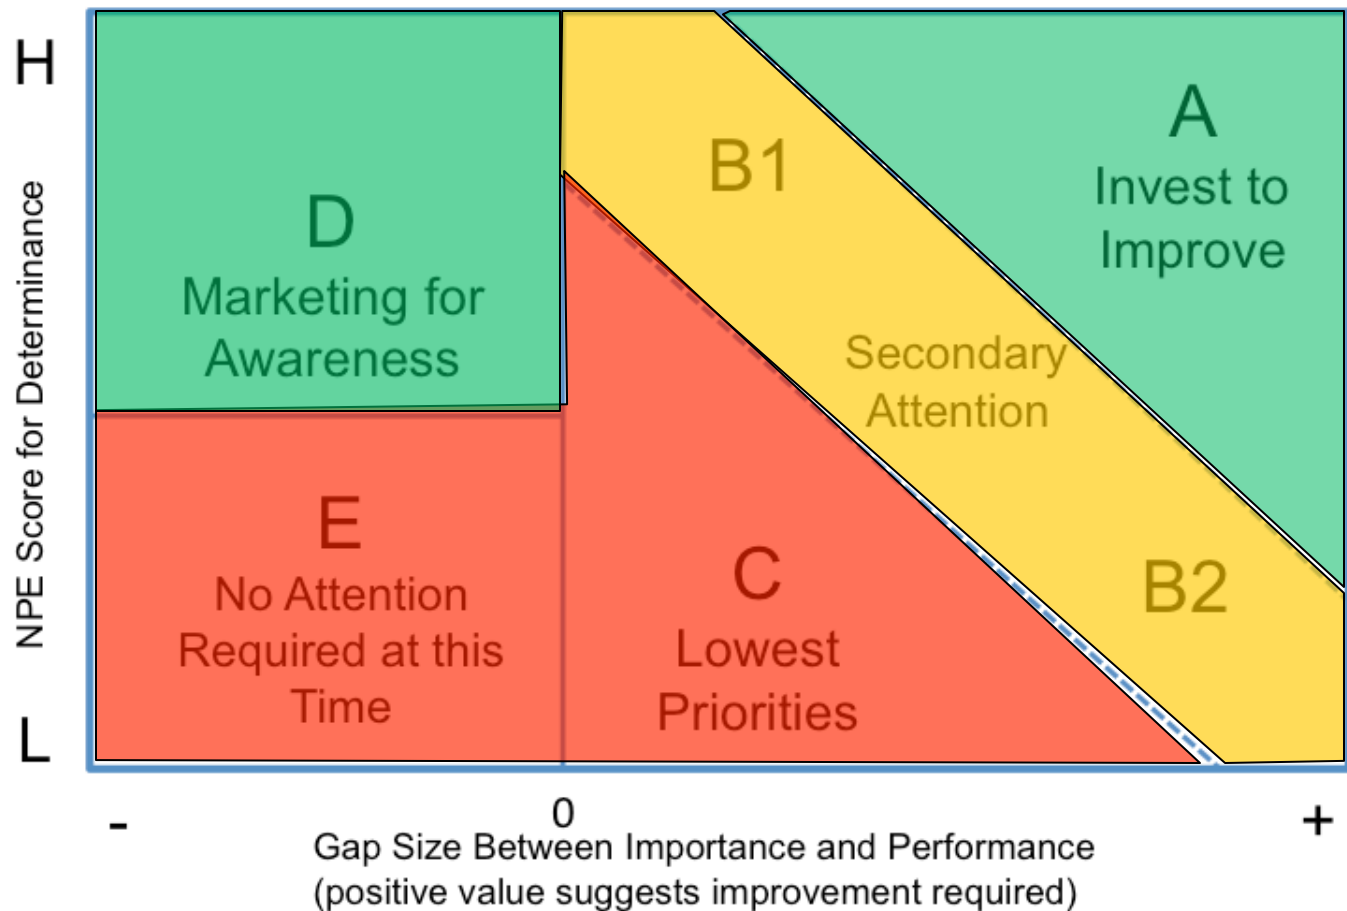 H
NPE Score for Determinance
L
D
Marketing for
Awareness
B1
A
Invest to
Improve
Secondary
Attention
E
No Attention
Required at this
Time
C
Lowest
Priorities
B2
-
0
+
Gap Size Between Importance and Performance
(positive value suggests improvement required)